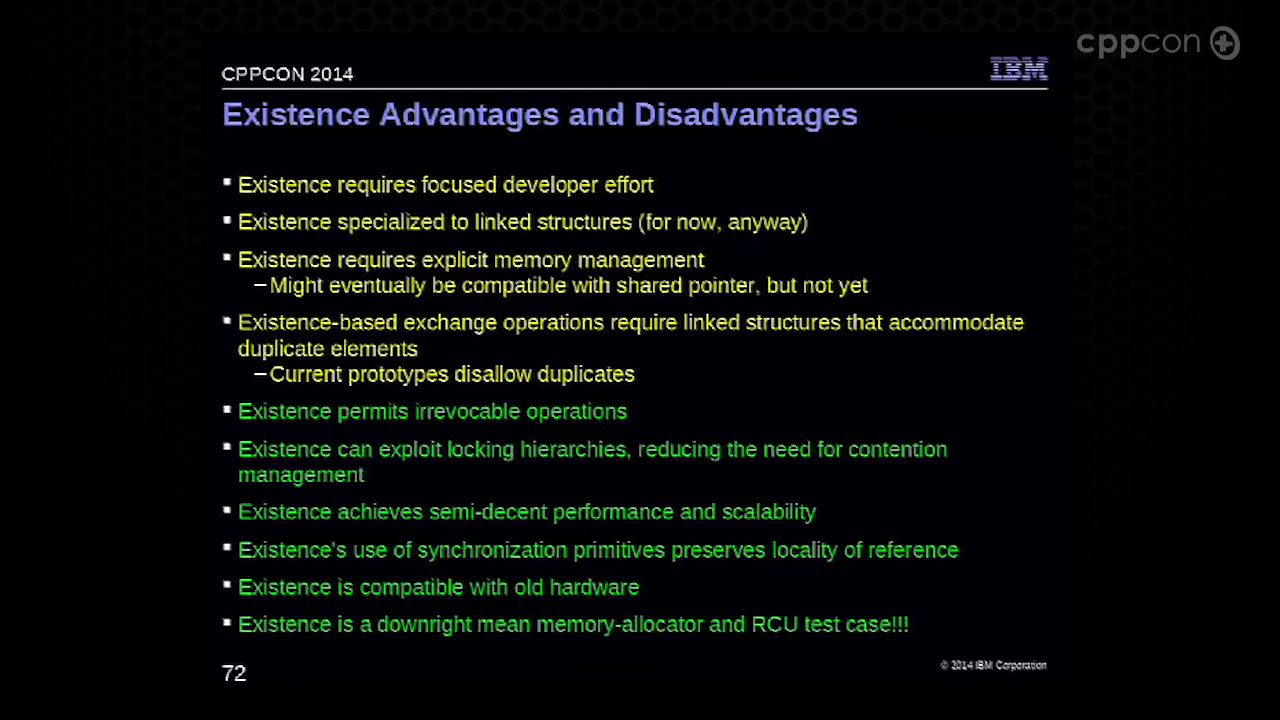 cppcon
CPPCON 2014
IBM
Existence Advantages and Disadvantages
Existence requires focused developer effort
Existence specialized to linked structures (for now, anyway)
Existence requires explicit memory management
–Might eventually be compatible with shared pointer, but not yet
Existence-based exchange operations require linked structures that accommodate
duplicate elements
–Current prototypes disallow duplicates
Existence permits irrevocable operations
Existence can exploit locking hierarchies, reducing the need for contention
management
Existence achieves semi-decent performance and scalability
Existence's use of synchronization primitives preserves locality of reference
Existence is compatible with old hardware
Existence is a downright mean memory-allocator and RCU test case!!!
72
© 2014 IBM Corporation